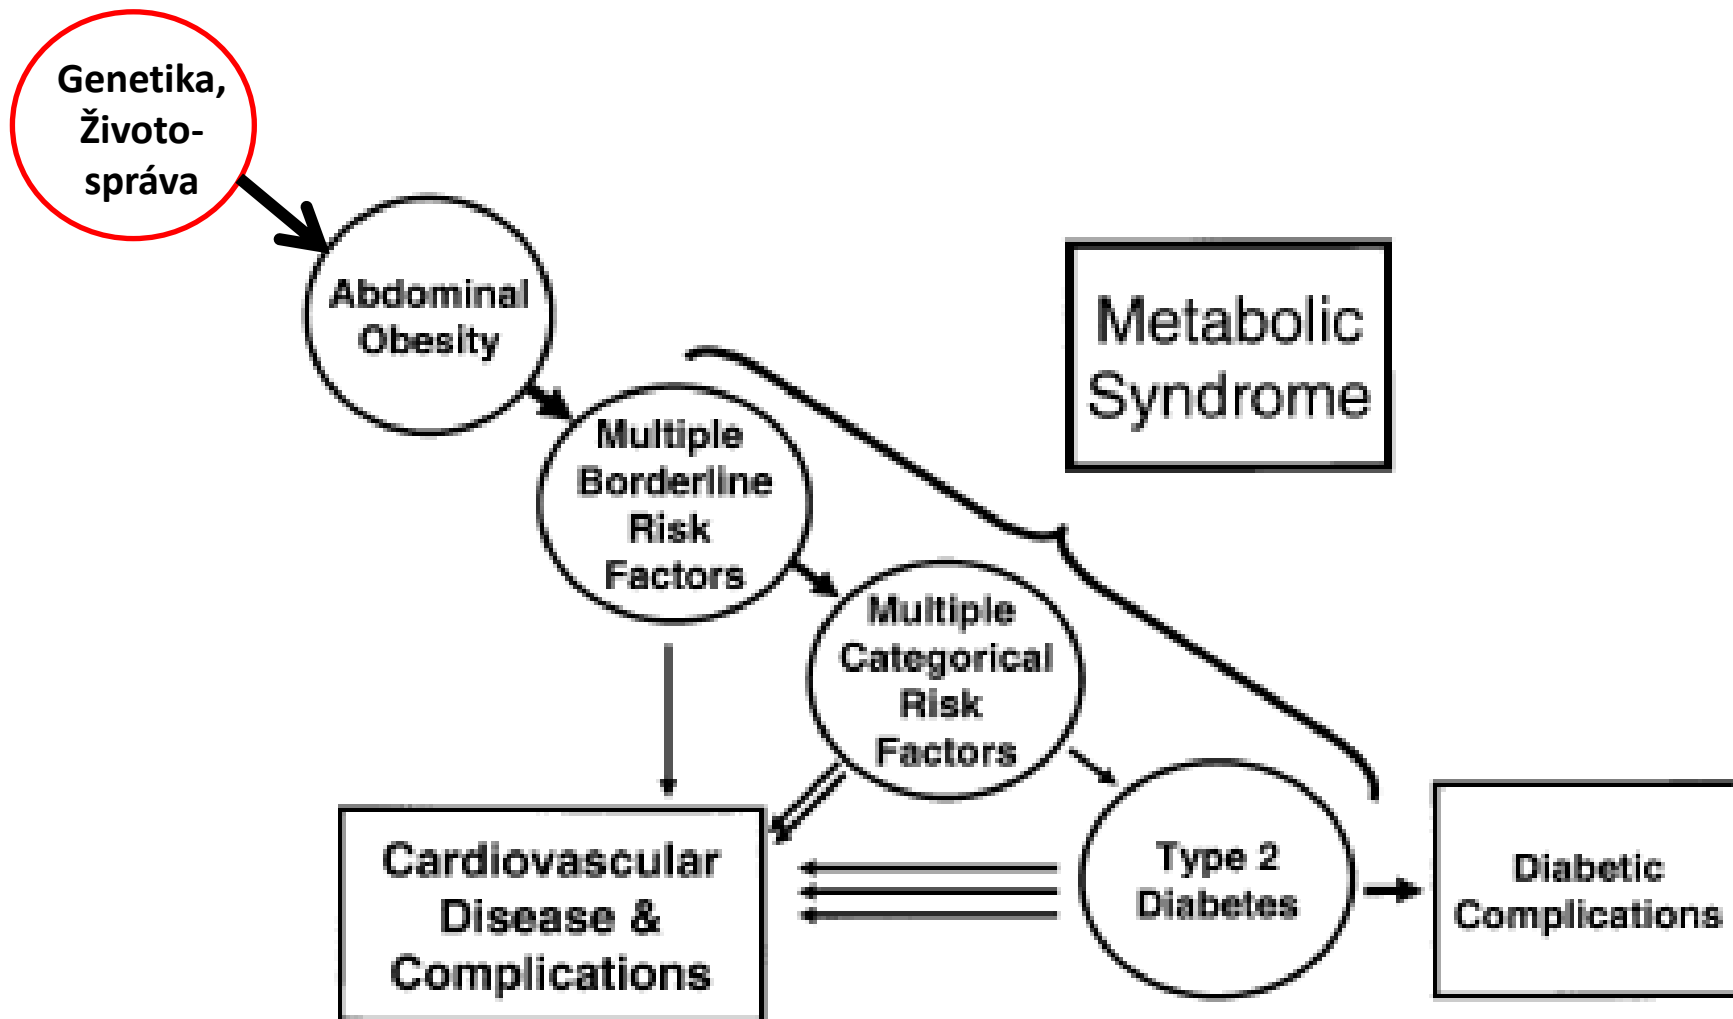 Genetika,
Životo-
správa
Abdominal
Obesity
Metabolic
Syndrome
Multiple
Borderline
Risk
Factors
Multiple
Categorical
Risk
Factors
Cardiovascular
Disease &
Complications
Type 2
Diabetes
Diabetic
Complications